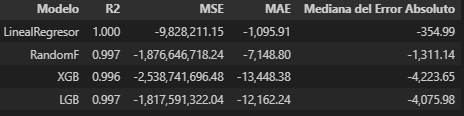 Modelo R2 MSE MAE Mediana del Error Absoluto
LinealRegresor 1.000 -9,828,211.15 -1,095.91 -354.99
RandomF 0.997 -1,876,646,718.24 -7,148.80 -1,311.14
XGB 0.996 -2,538,741,696.48 -13,448.38 -4,223.65
LGB 0.997 -1,817,591,322.04 -12,162.24 -4,075.98